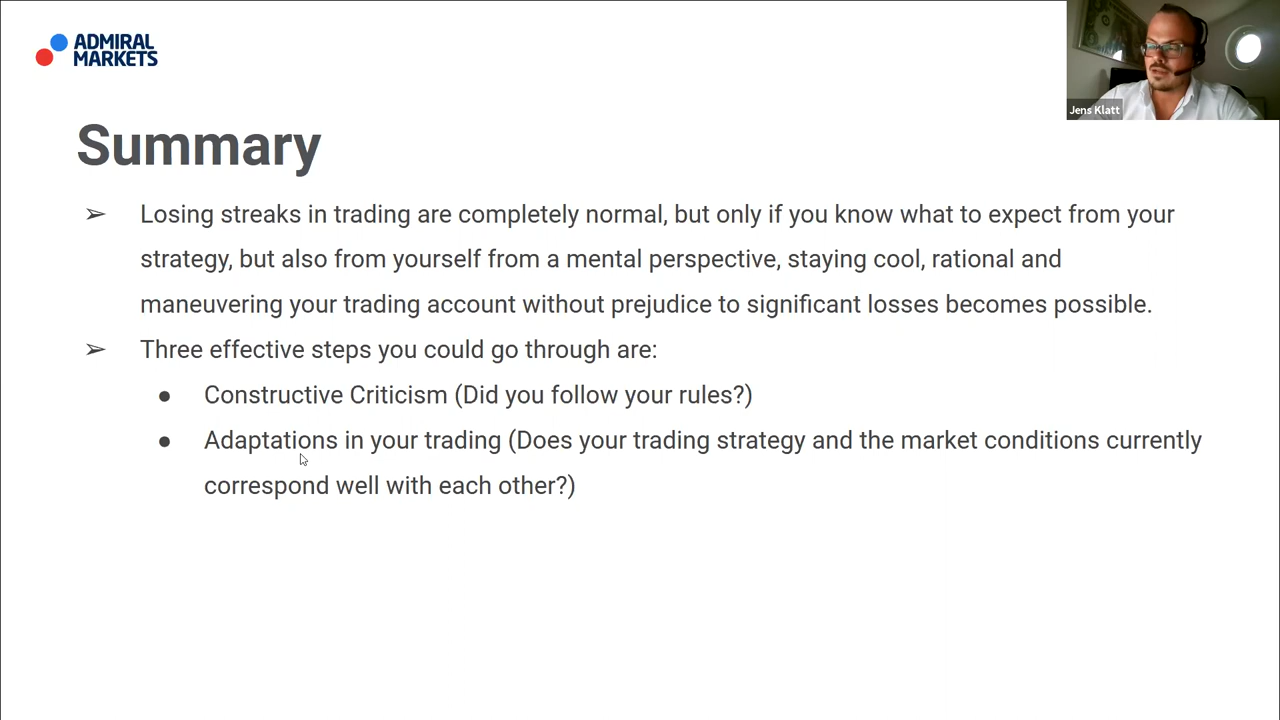 ADMIRAL
MARKETS
Jens Klatt
Summary
➢ Losing streaks in trading are completely normal, but only if you know what to expect from your
strategy, but also from yourself from a mental perspective, staying cool, rational and
maneuvering your trading account without prejudice to significant losses becomes possible.
➢ Three effective steps you could go through are:
● Constructive Criticism (Did you follow your rules?)
● Adaptations in your trading (Does your trading strategy and the market conditions currently
correspond well with each other?)